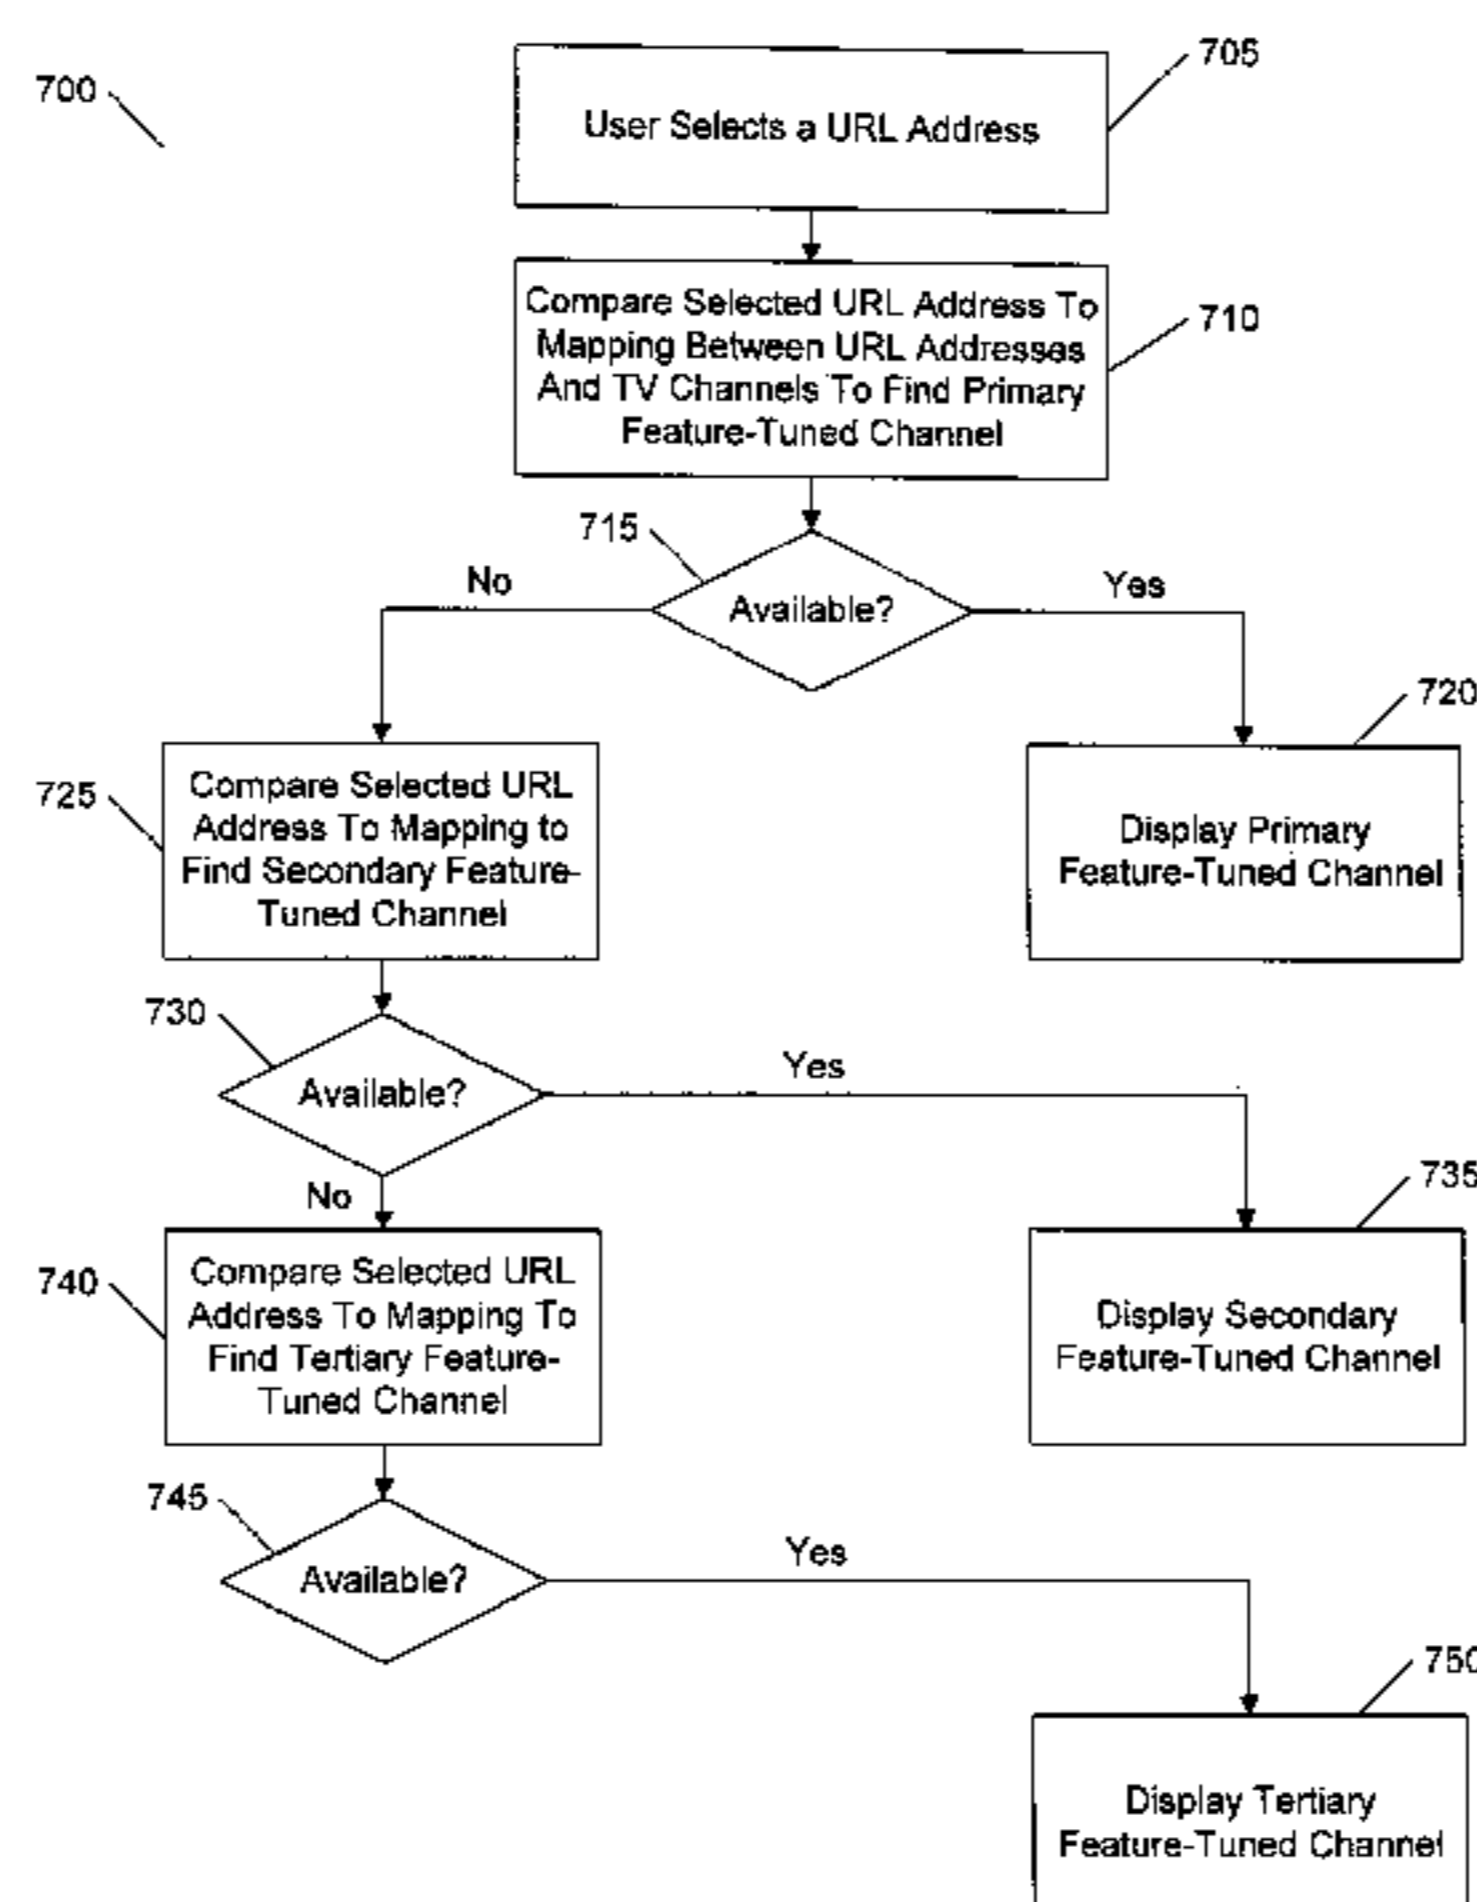 700
705
User Selects a URL Address
Compare Selected URL Address To
Mapping Between URL Addresses
And TV Channels To Find Primary
Feature-Tuned Channel
710
715
No
Available?
Yes
720
725
Compare Selected URL
Address To Mapping to
Find Secondary Feature-
Tuned Channel
Display Primary
Feature-Tuned Channel
730
Available?
Yes
No
735
740
Compare Selected URL
Address To Mapping To
Find Tertiary Feature-
Tuned Channel
Display Secondary
Feature-Tuned Channel
745
Available?
Yes
750
Display Tertiary
Feature-Tuned Channel